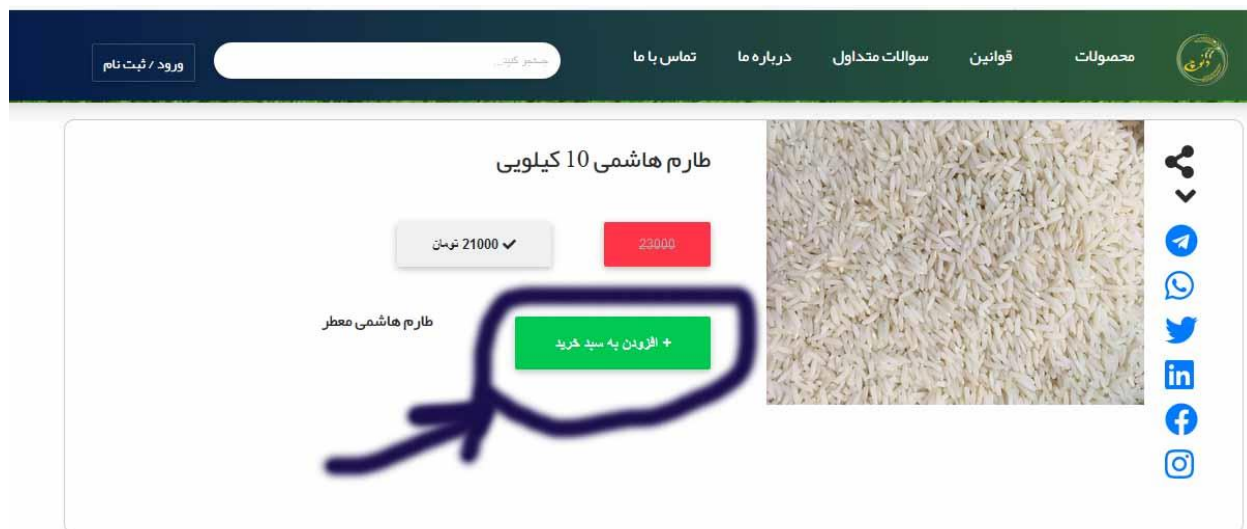 محصولات
قوانین
سوالات متداول
درباره ما
تماس با ما
ورود / ثبت نام
طارم هاشمی 10 کیلویی
23000
21000 تومان
+ افزودن به سبد خرید
طارم هاشمی معطر